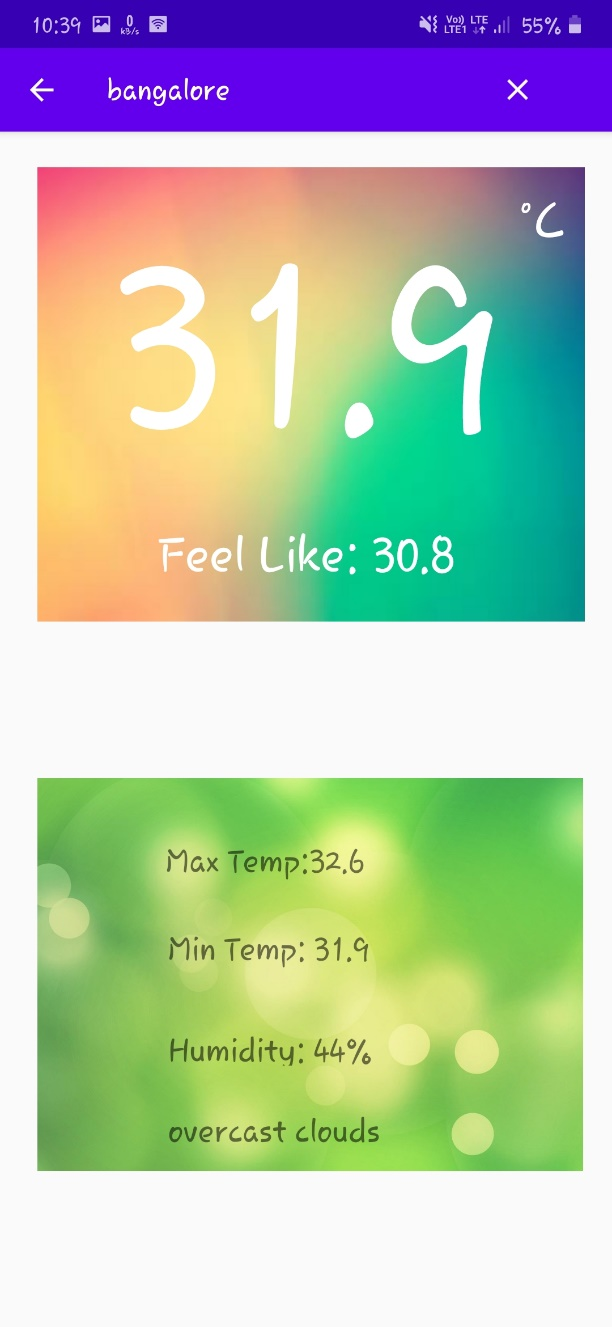 10:39 0 kB/s Vo)) LTE1 LTE 55%
bangalore
°C
31.9
Feel Like: 30.8
Max Temp:32.6
Min Temp: 31.9
Humidity: 44%
overcast clouds